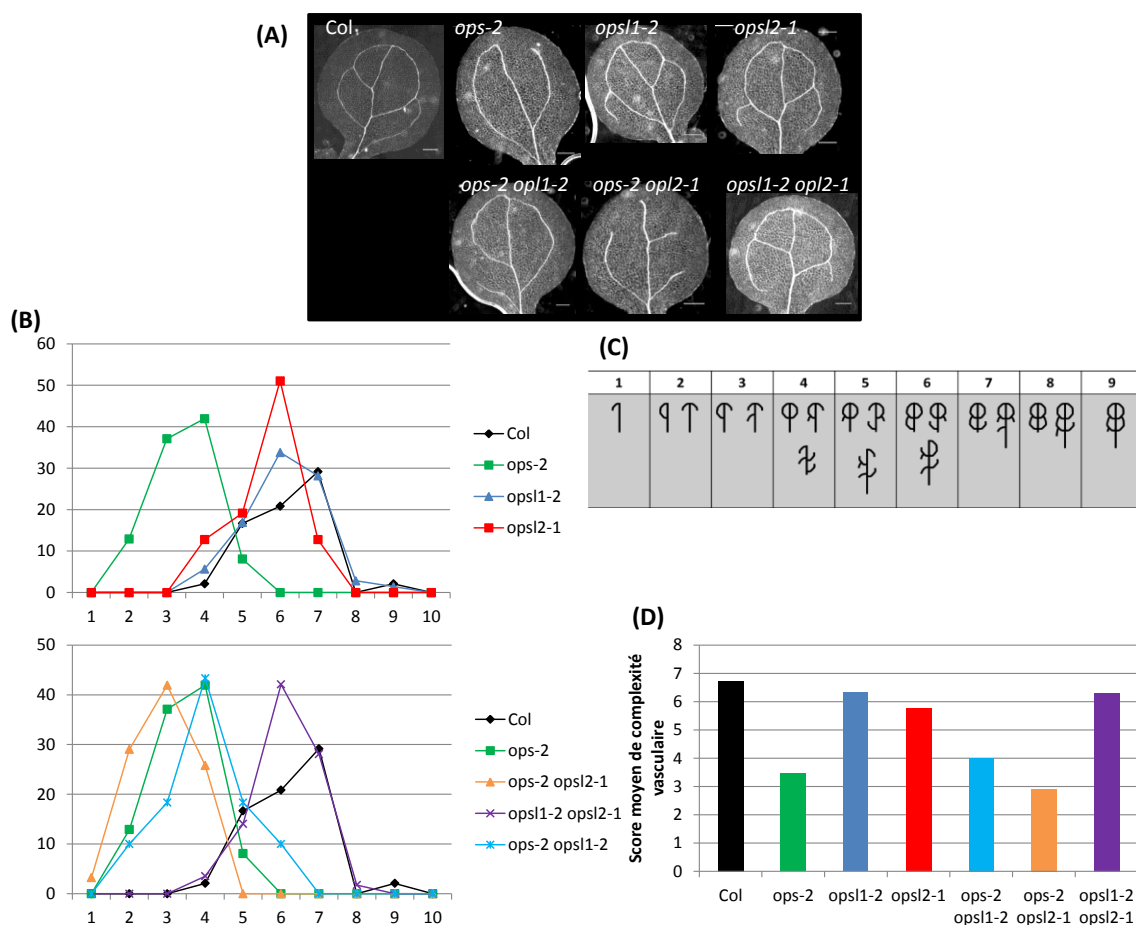 (A)
Col
ops-2
opsl1-2
opsl2-1
ops-2 opl1-2
ops-2 opl2-1
opsl1-2 opl2-1
(B)
60
50
40
30
20
10
0
1 2 3 4 5 6 7 8 9 10
Col
ops-2
opsl1-2
opsl2-1
50
40
30
20
10
0
1 2 3 4 5 6 7 8 9 10
Col
ops-2
ops-2 opsl2-1
opsl1-2 opsl2-1
ops-2 opsl1-2
(C)
1 2 3 4 5 6 7 8 9
(D)
Score moyen de complexité
vasculaire
8
7
6
5
4
3
2
1
0
Col
ops-2
opsl1-2
opsl2-1
ops-2
opsl1-2
ops-2
opsl2-1
opsl1-2
opsl2-1